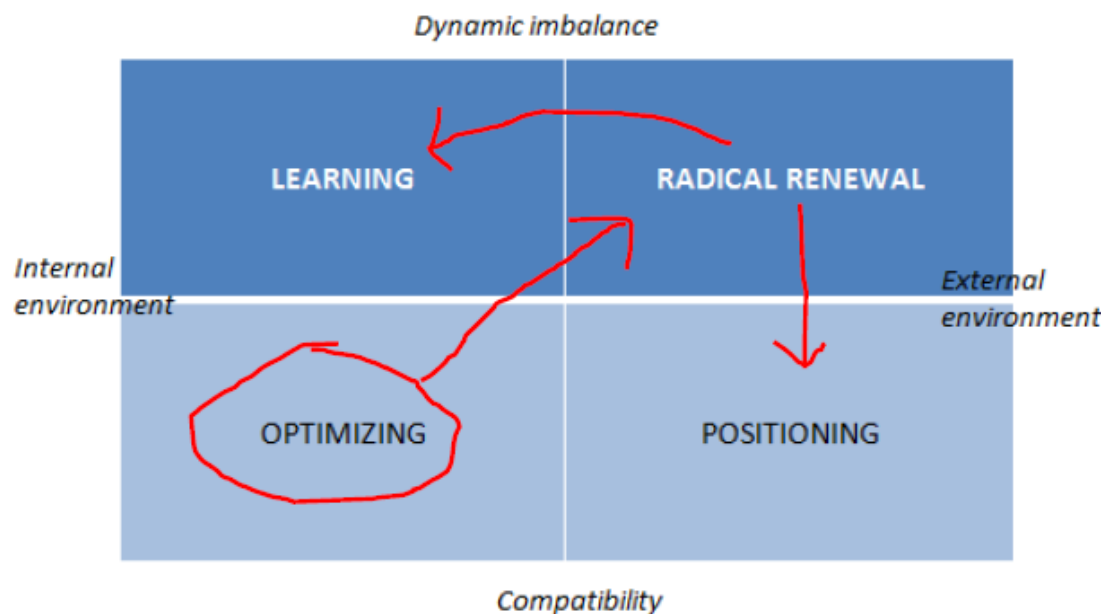 Dynamic imbalance
LEARNING
RADICAL RENEWAL
Internal
environment
External
environment
OPTIMIZING
POSITIONING
Compatibility